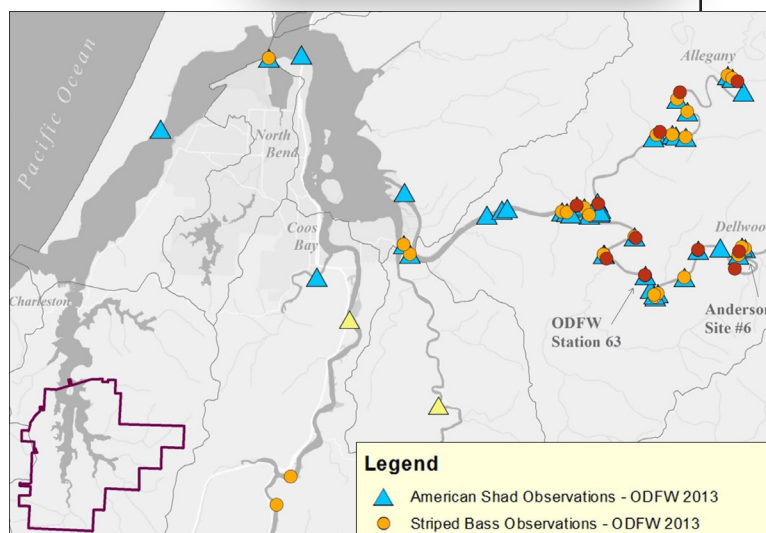 Pacific Ocean
Allegany
North
Bend
Coos
Bay
Charleston
Dellwoo
ODFW
Station 63
Anderson
Site #6
Legend
American Shad Observations - ODFW 2013
Striped Bass Observations - ODFW 2013